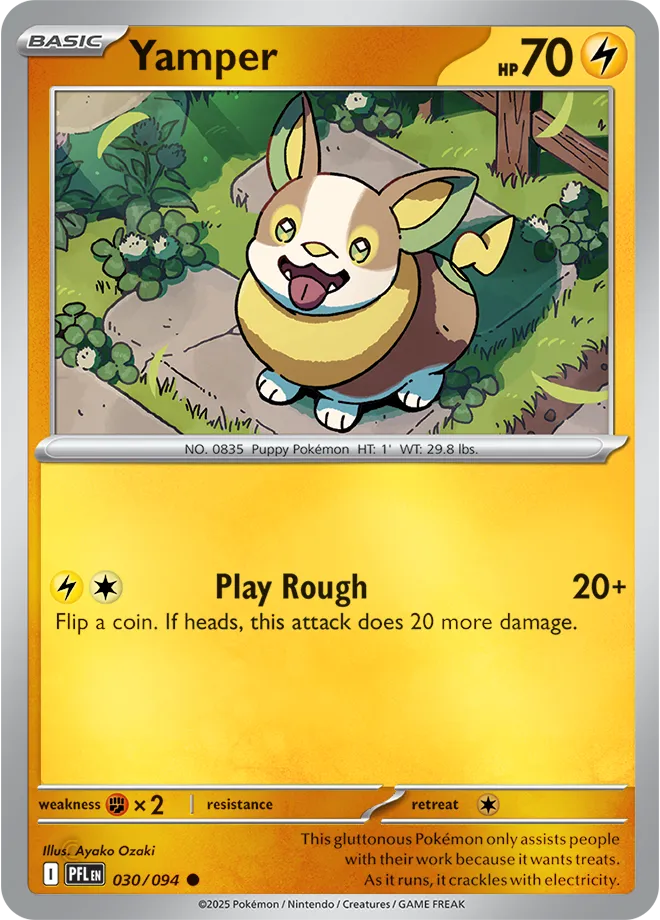 BASIC
Yamper
HP 70
NO. 0835 Puppy Pokémon HT: 1' WT: 29.8 lbs.
Play Rough 20+
Flip a coin. If heads, this attack does 20 more damage.
weakness ×2 resistance retreat
This gluttonous Pokémon only assists people
with their work because it wants treats.
As it runs, it crackles with electricity.
Illus. Ayako Ozaki
I PFL EN 030/094
©2025 Pokémon / Nintendo / Creatures / GAME FREAK